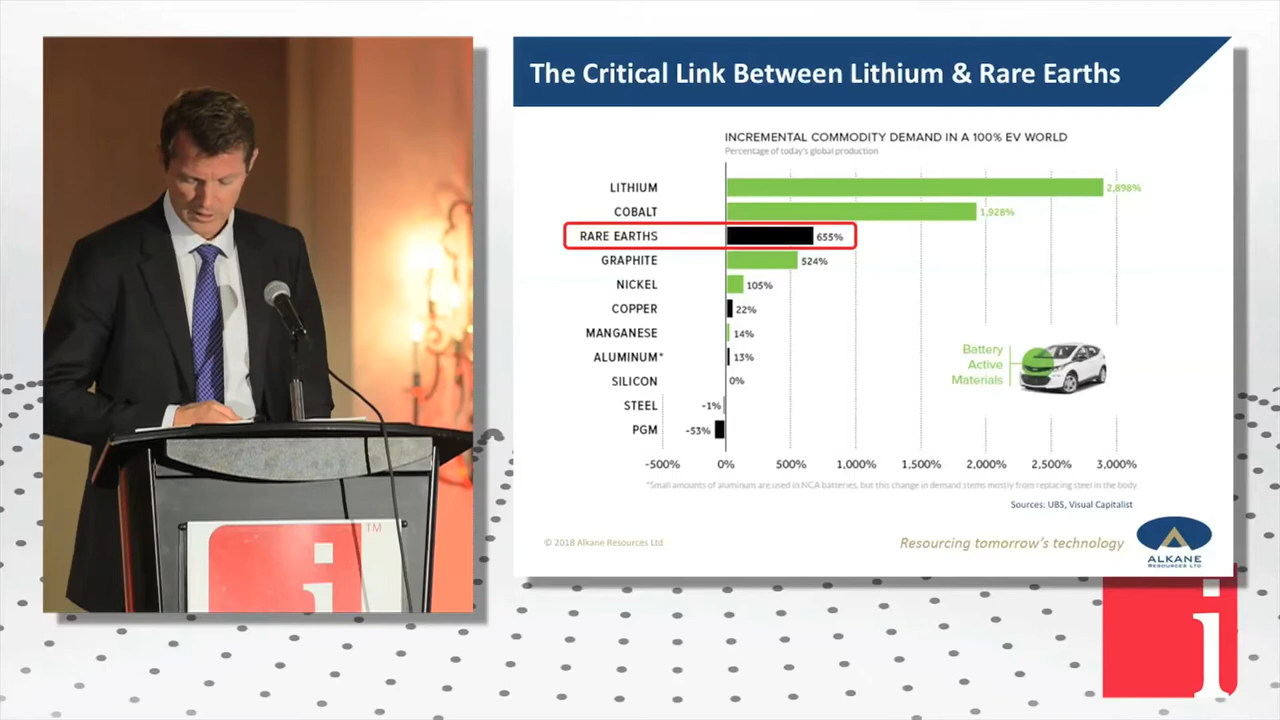 The Critical Link Between Lithium & Rare Earths
INCREMENTAL COMMODITY DEMAND IN A 100% EV WORLD
Percentage of today's global production
LITHIUM 2,898%
COBALT 1,928%
RARE EARTHS 655%
GRAPHITE 524%
NICKEL 105%
COPPER 22%
MANGANESE 14%
ALUMINUM* 13%
SILICON 0%
STEEL -1%
PGM -53%
-500% 0% 500% 1,000% 1,500% 2,000% 2,500% 3,000%
Battery
Active
Materials
*Small amounts of aluminum are used in NCA batteries, but this change in demand stems mostly from replacing steel in the body.
Sources: UBS, Visual Capitalist
© 2018 Alkane Resources Ltd
Resourcing tomorrow's technology
ALKANE
RESOURCES LTD
i
TM
i